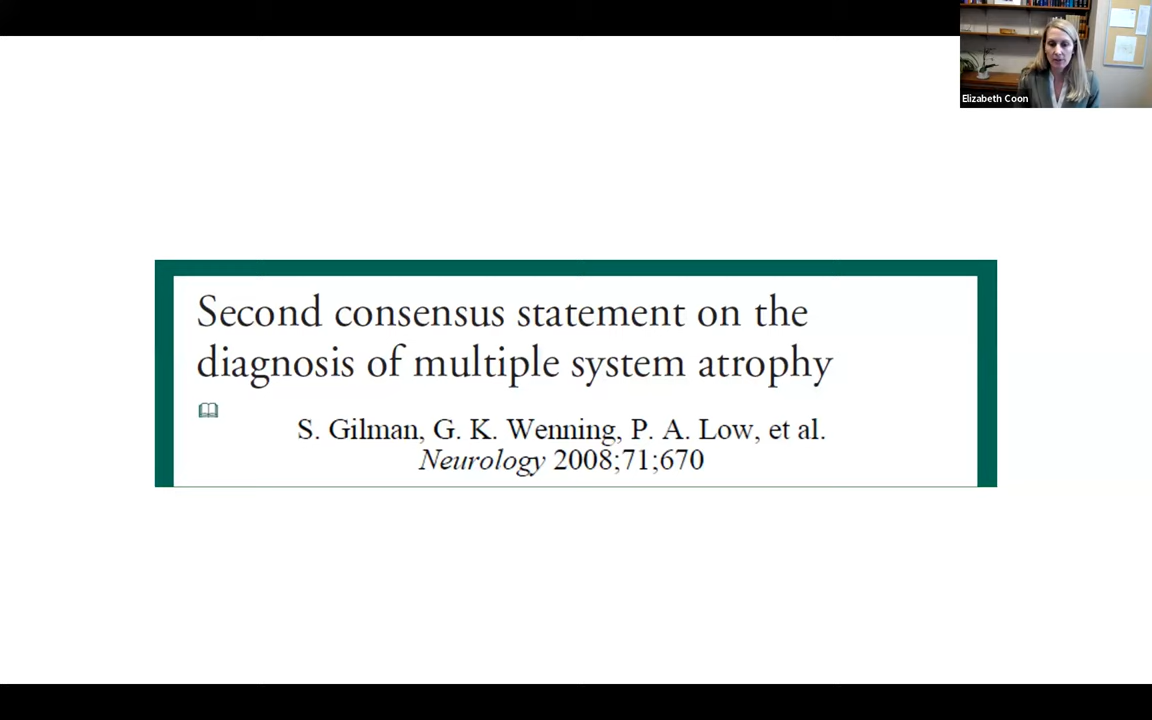 Elizabeth Coon
Second consensus statement on the
diagnosis of multiple system atrophy
S. Gilman, G. K. Wenning, P. A. Low, et al.
Neurology 2008;71;670